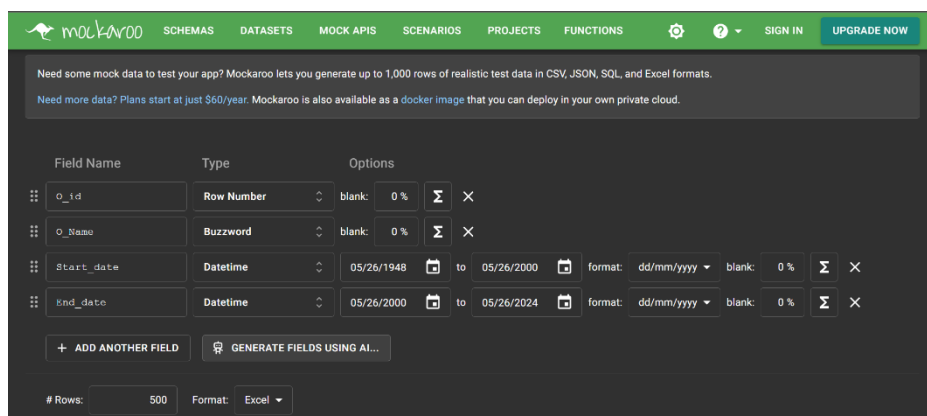 mockaroo SCHEMAS DATASETS MOCK APIS SCENARIOS PROJECTS FUNCTIONS ? SIGN IN UPGRADE NOW
Need some mock data to test your app? Mockaroo lets you generate up to 1,000 rows of realistic test data in CSV, JSON, SQL, and Excel formats.
Need more data? Plans start at just $60/year. Mockaroo is also available as a docker image that you can deploy in your own private cloud.
Field Name Type Options
O_id Row Number blank: 0 % Σ
O_Name Buzzword blank: 0 % Σ
Start_date Datetime 05/26/1948 to 05/26/2000 format: dd/mm/yyyy blank: 0 % Σ
End_date Datetime 05/26/2000 to 05/26/2024 format: dd/mm/yyyy blank: 0 % Σ
+ ADD ANOTHER FIELD GENERATE FIELDS USING AI...
# Rows: 500 Format: Excel